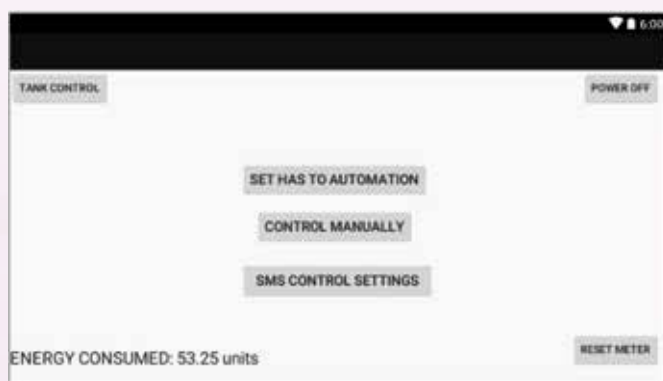 6:00
TANK CONTROL POWER OFF
SET HAS TO AUTOMATION
CONTROL MANUALLY
SMS CONTROL SETTINGS
ENERGY CONSUMED: 53.25 units RESET METER